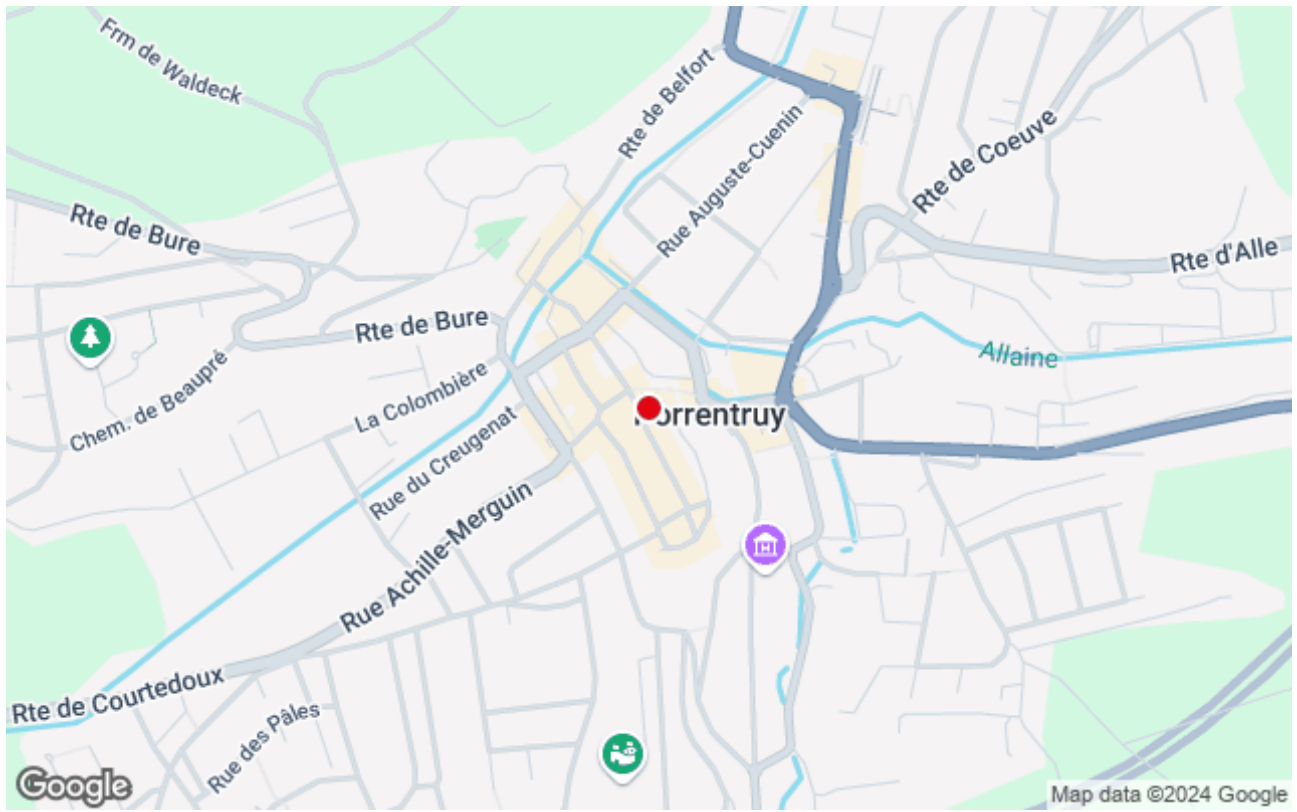 Frm de Waldeck
Rte de Belfort
Rue Auguste-Cuenin
Rte de Coeuve
Rte de Bure
Rte d'Alle
Rte de Bure
Allaine
Chem. de Beaupré
La Colombière
Porrentruy
Rue du Creugenat
Rue Achille-Merguin
Rte de Courtedoux
Rue des Pâles
Google
Map data ©2024 Google